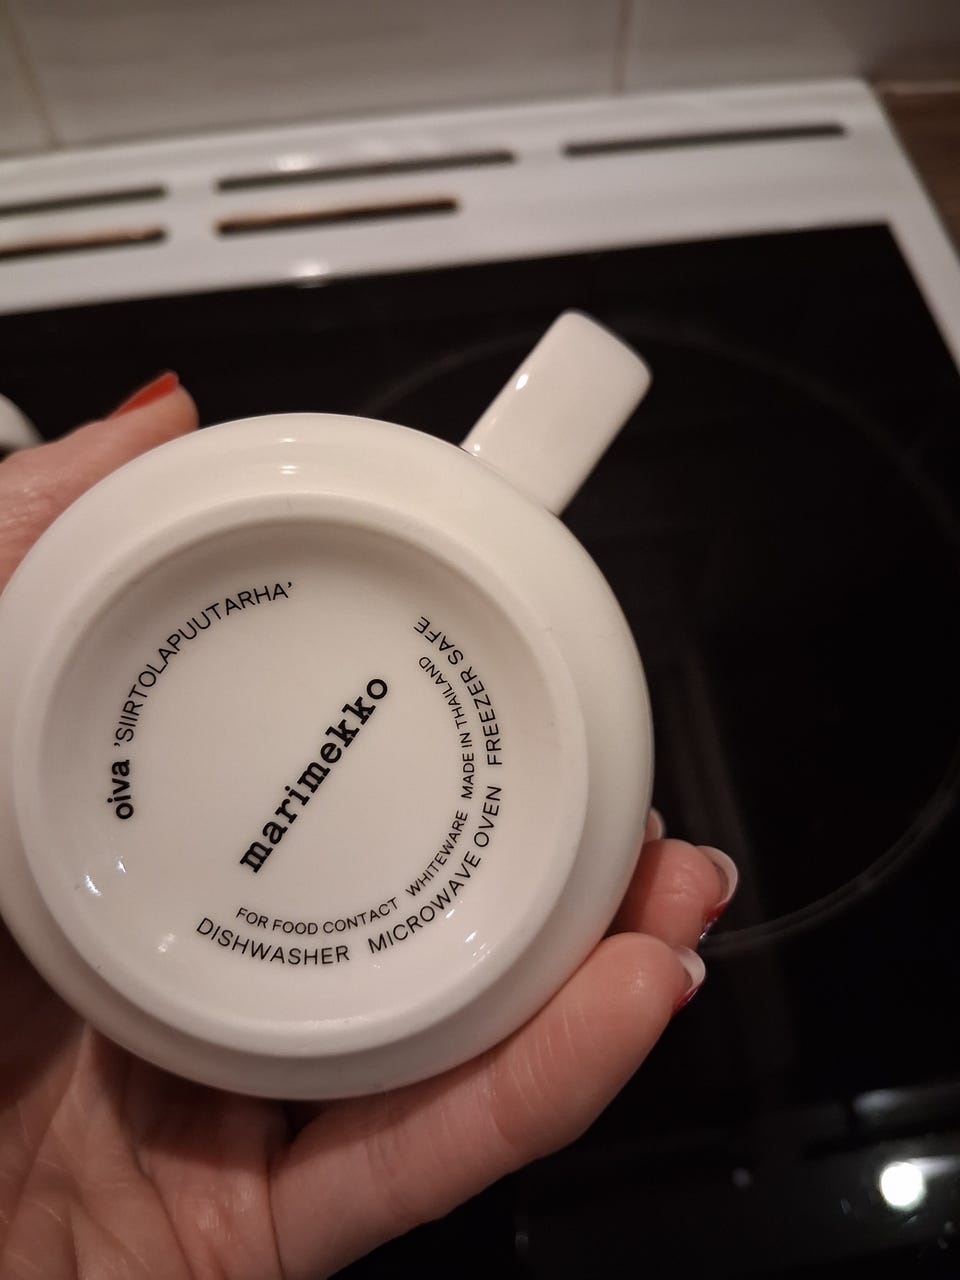 oiva 'SIIRTOLAPUUTARHA'
marimekko
FOR FOOD CONTACT WHITEWARE MADE IN THAILAND
DISHWASHER MICROWAVE OVEN FREEZER SAFE